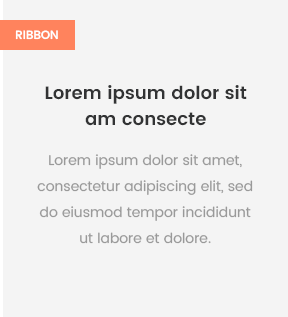 RIBBON
Lorem ipsum dolor sit
am consecte
Lorem ipsum dolor sit amet,
consectetur adipiscing elit, sed
do eiusmod tempor incididunt
ut labore et dolore.